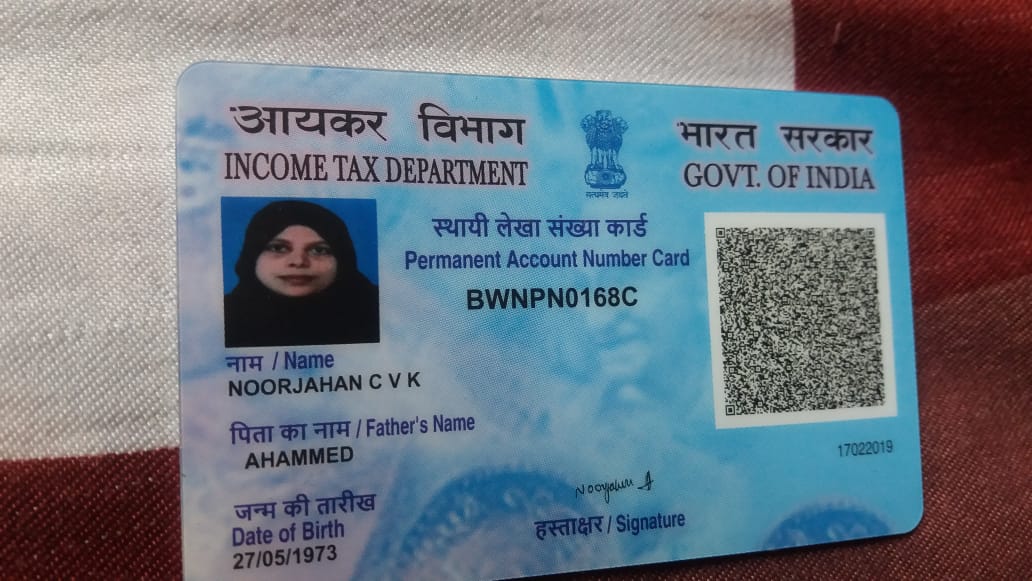 आयकर विभाग
INCOME TAX DEPARTMENT
भारत सरकार
GOVT. OF INDIA
सत्यमेव जयते
स्थायी लेखा संख्या कार्ड
Permanent Account Number Card
BWNPN0168C
नाम / Name
NOORJAHAN C V K
पिता का नाम / Father's Name
AHAMMED
जन्म की तारीख
Date of Birth
27/05/1973
हस्ताक्षर / Signature
17022019